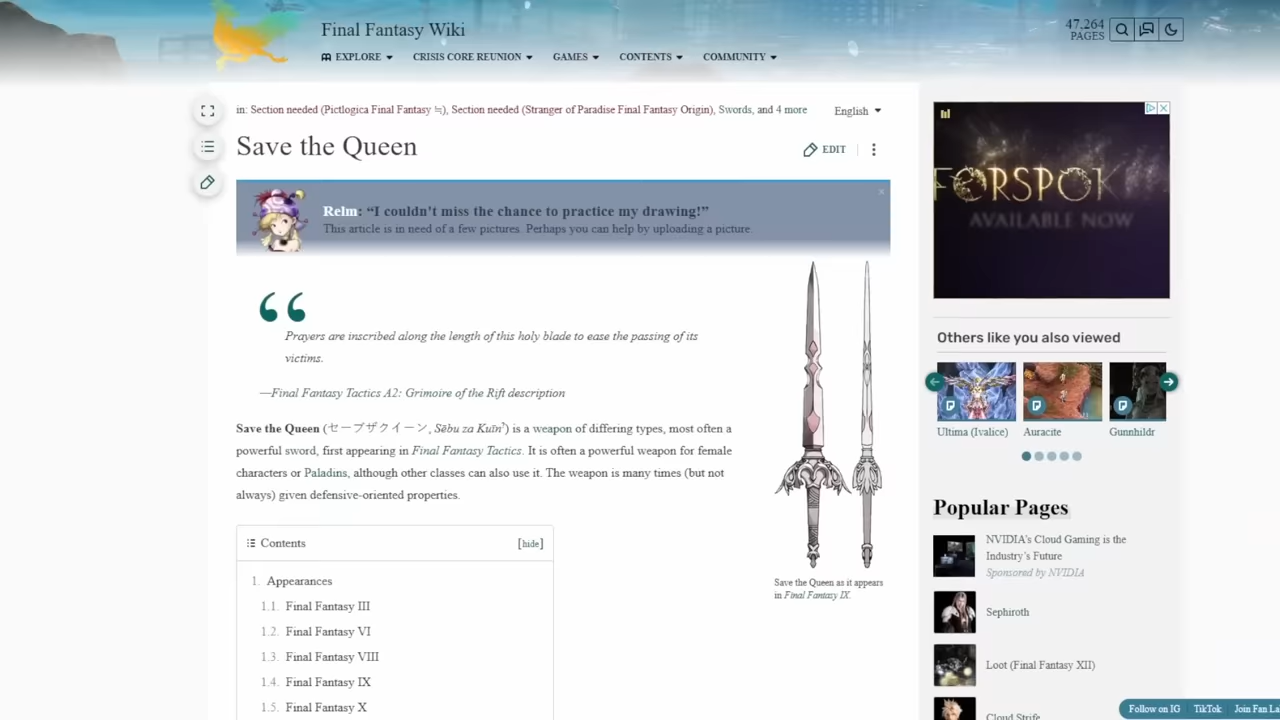 Final Fantasy Wiki
47,264
PAGES
EXPLORE
CRISIS CORE REUNION
GAMES
CONTENTS
COMMUNITY
in: Section needed (Pictlogica Final Fantasy ≒), Section needed (Stranger of Paradise Final Fantasy Origin), Swords, and 4 more
English
Save the Queen
EDIT
Relm: “I couldn't miss the chance to practice my drawing!”
This article is in need of a few pictures. Perhaps you can help by uploading a picture.
Prayers are inscribed along the length of this holy blade to ease the passing of its
victims.
—Final Fantasy Tactics A2: Grimoire of the Rift description
Save the Queen (セーブザクイーン, Sēbu za Kuīn?) is a weapon of differing types, most often a
powerful sword, first appearing in Final Fantasy Tactics. It is often a powerful weapon for female
characters or Paladins, although other classes can also use it. The weapon is many times (but not
always) given defensive-oriented properties.
Save the Queen as it appears
in Final Fantasy IX.
Contents [hide]
1. Appearances
1.1. Final Fantasy III
1.2. Final Fantasy VI
1.3. Final Fantasy VIII
1.4. Final Fantasy IX
1.5. Final Fantasy X
FORSPOK
AVAILABLE NOW
Others like you also viewed
Ultima (Ivalice)
Auracite
Gunnhildr
Popular Pages
NVIDIA's Cloud Gaming is the
Industry's Future
Sponsored by NVIDIA
Sephiroth
Loot (Final Fantasy XII)
Cloud Strife
Follow on IG
TikTok
Join Fan La